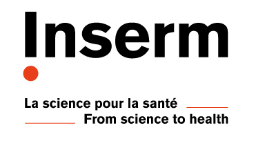 Inserm
La science pour la santé
From science to health